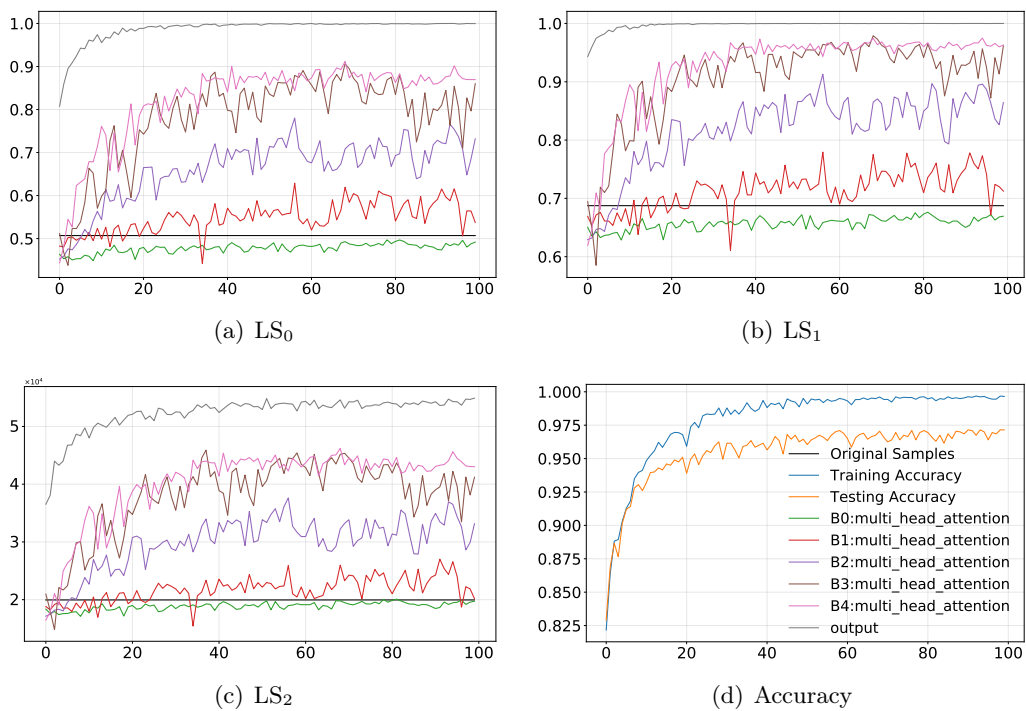 1.0
0.9
0.8
0.7
0.6
0.5
0 20 40 60 80 100
(a) LS₀
1.0
0.9
0.8
0.7
0.6
0 20 40 60 80 100
(b) LS₁
×10⁴
5
4
3
2
0 20 40 60 80 100
(c) LS₂
1.000
0.975
0.950
0.925
0.900
0.875
0.850
0.825
Original Samples
Training Accuracy
Testing Accuracy
B0:multi_head_attention
B1:multi_head_attention
B2:multi_head_attention
B3:multi_head_attention
B4:multi_head_attention
output
0 20 40 60 80 100
(d) Accuracy